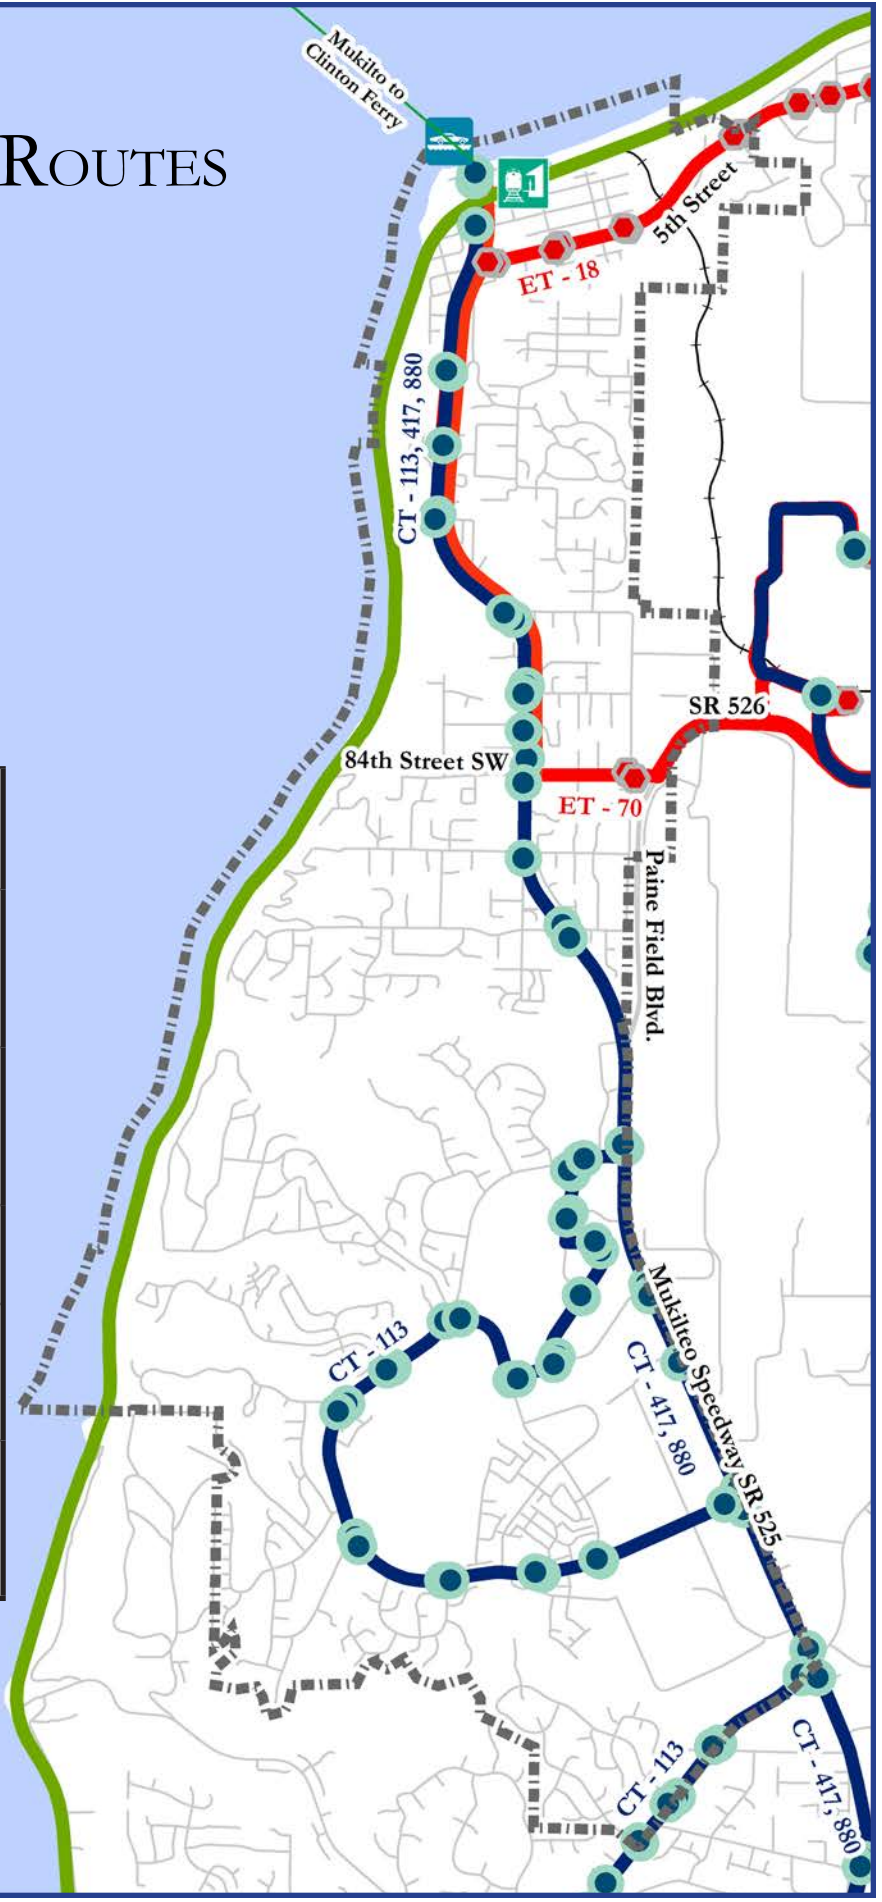 ROUTES
Mukilto to
Clinton Ferry
5th Street
ET - 18
CT - 113, 417, 880
SR 526
84th Street SW
ET - 70
Paine Field Blvd.
Mukilteo Speedway SR 525
CT - 113
CT - 417, 880
CT - 113
CT - 417, 880